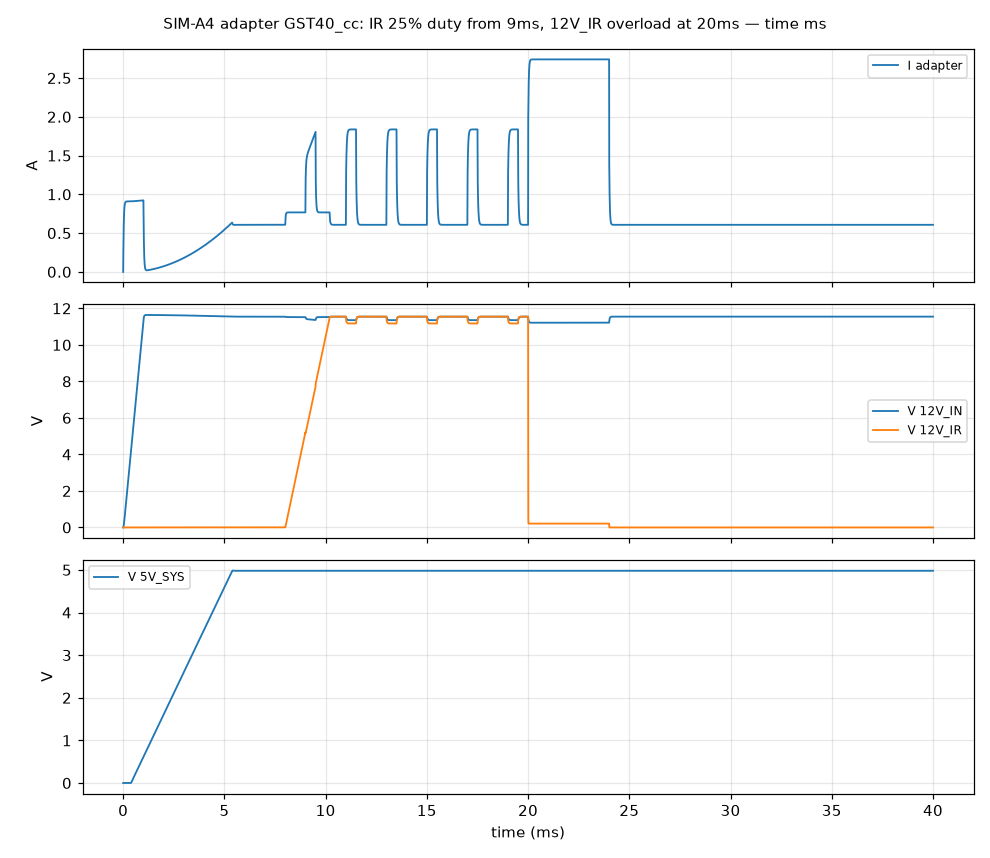 SIM-A4 adapter GST40_cc: IR 25% duty from 9ms, 12V_IR overload at 20ms — time ms
I adapter
2.5
2.0
1.5
1.0
0.5
0.0
A
12
10
8
6
4
2
0
V
V 12V_IN
V 12V_IR
V 5V_SYS
5
4
3
2
1
0
V
0 5 10 15 20 25 30 35 40
time (ms)